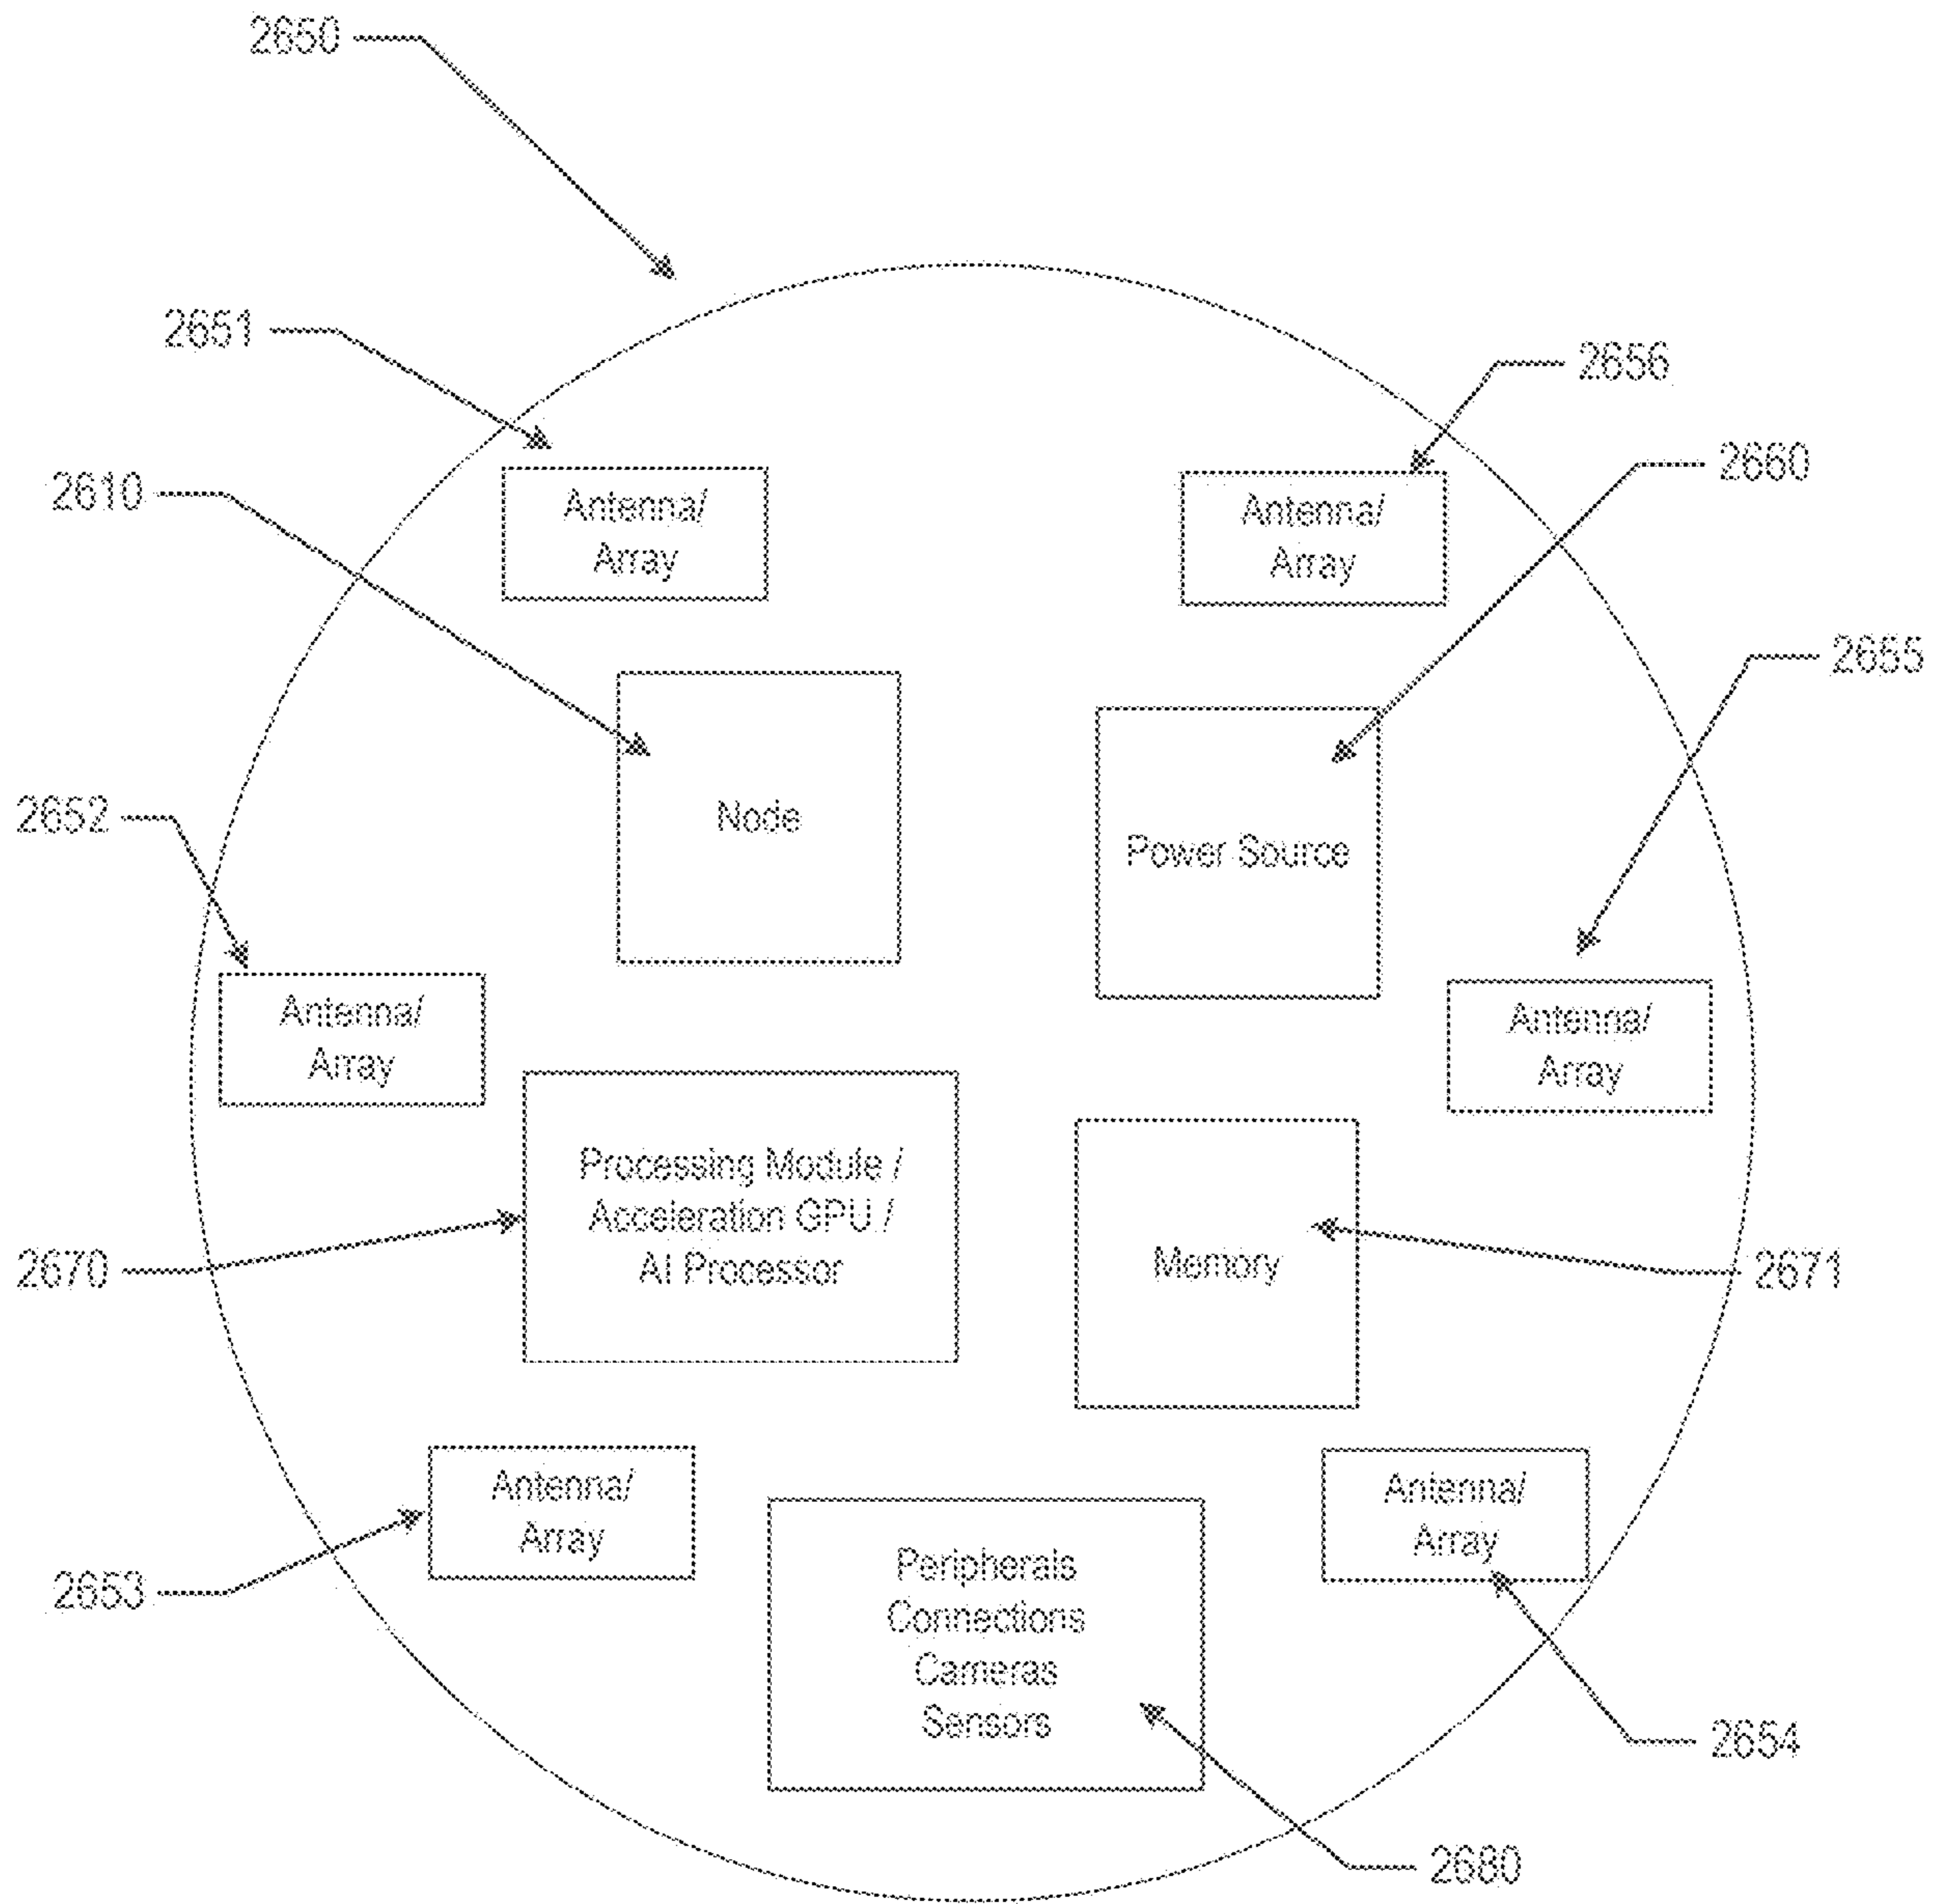 2650
2651
2656
2660
2610
Antenna/
Array
Antenna/
Array
2655
2652
Node
Power Source
Antenna/
Array
Antenna/
Array
Processing Module /
Acceleration GPU /
AI Processor
Memory
2670
2671
Antenna/
Array
Antenna/
Array
2653
Peripherals
Connections
Cameras
Sensors
2654
2680